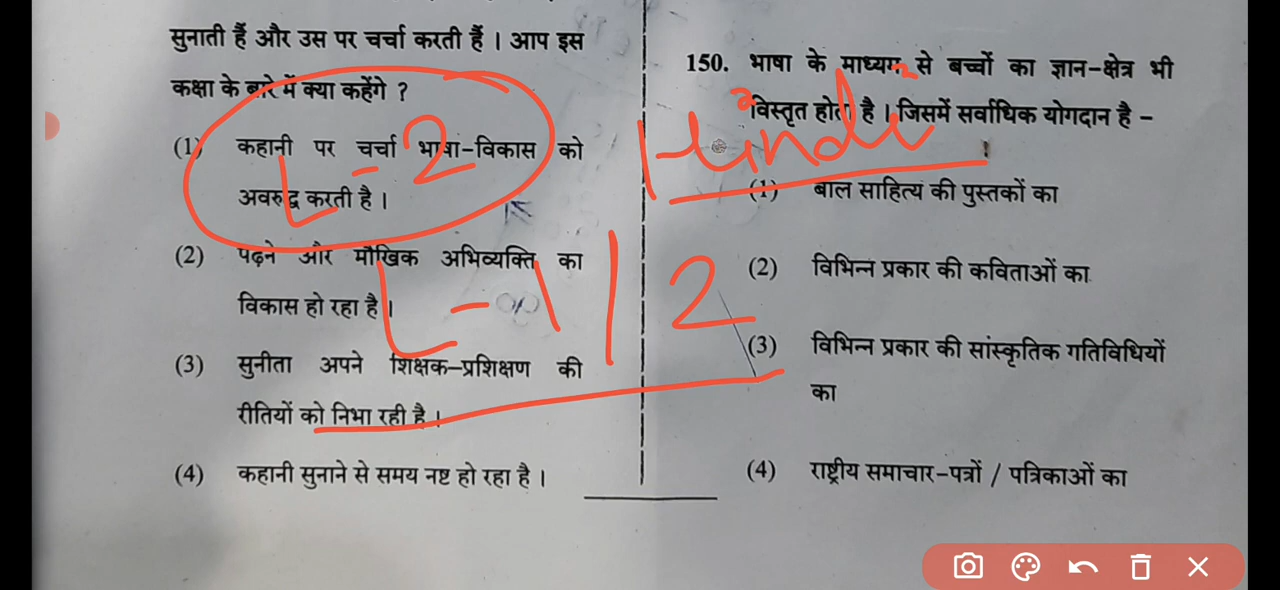 सुनाती हैं और उस पर चर्चा करती हैं । आप इस
कक्षा के बारे में क्या कहेंगे ?
(1) कहानी पर चर्चा भाषा-विकास को
अवरुद्ध करती है ।
(2) पढ़ने और मौखिक अभिव्यक्ति का
विकास हो रहा है ।
(3) सुनीता अपने शिक्षक-प्रशिक्षण की
रीतियों को निभा रही है ।
(4) कहानी सुनाने से समय नष्ट हो रहा है ।
L - 2
L - 1 | 2
150. भाषा के माध्यम से बच्चों का ज्ञान-क्षेत्र भी
विस्तृत होता है । जिसमें सर्वाधिक योगदान है -
Hindi
(1) बाल साहित्य की पुस्तकों का
(2) विभिन्न प्रकार की कविताओं का
(3) विभिन्न प्रकार की सांस्कृतिक गतिविधियों
का
(4) राष्ट्रीय समाचार-पत्रों / पत्रिकाओं का